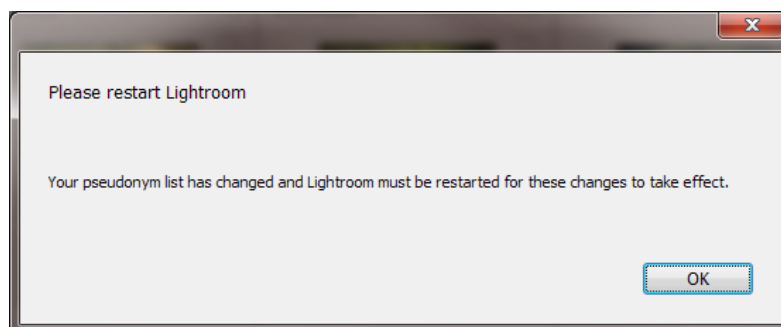 Please restart Lightroom
Your pseudonym list has changed and Lightroom must be restarted for these changes to take effect.
OK